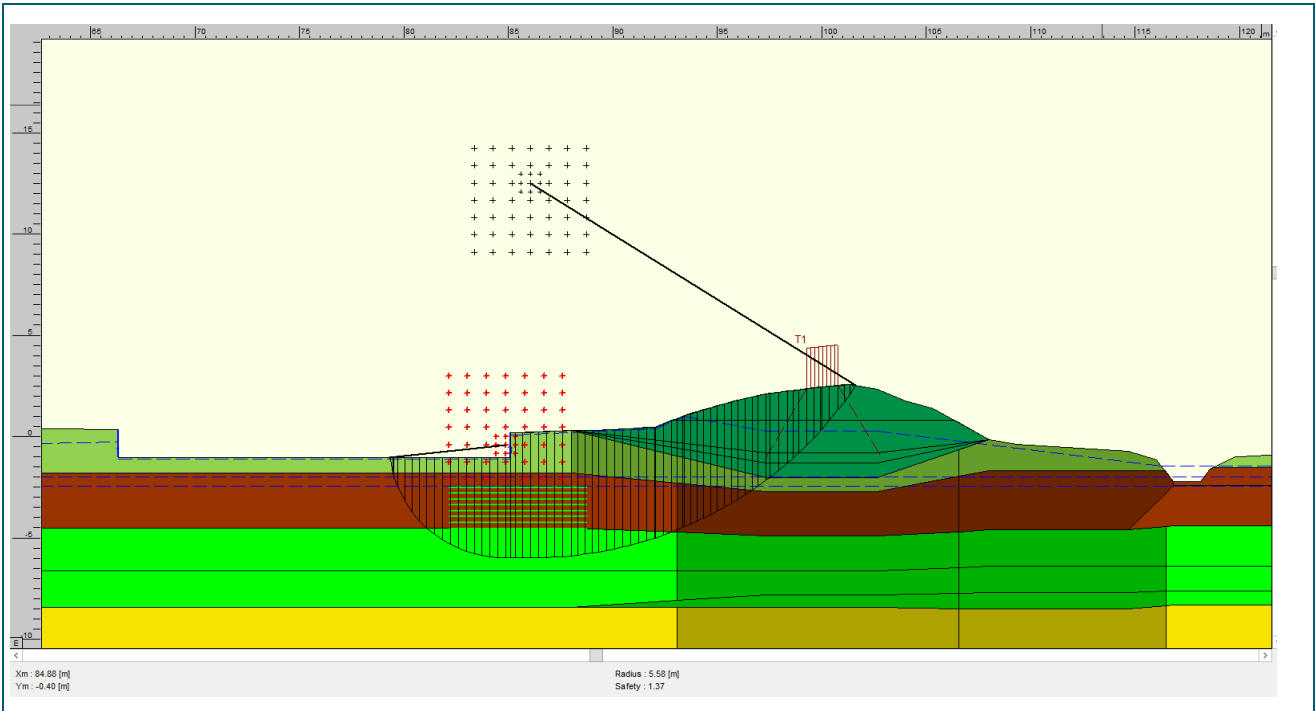 65 70 75 80 85 90 95 100 105 110 115 120 m
15
10
5
T1
0
-5
-10
E
Xm : 84.88 [m] Radius : 5.58 [m]
Ym : -0.40 [m] Safety : 1.37